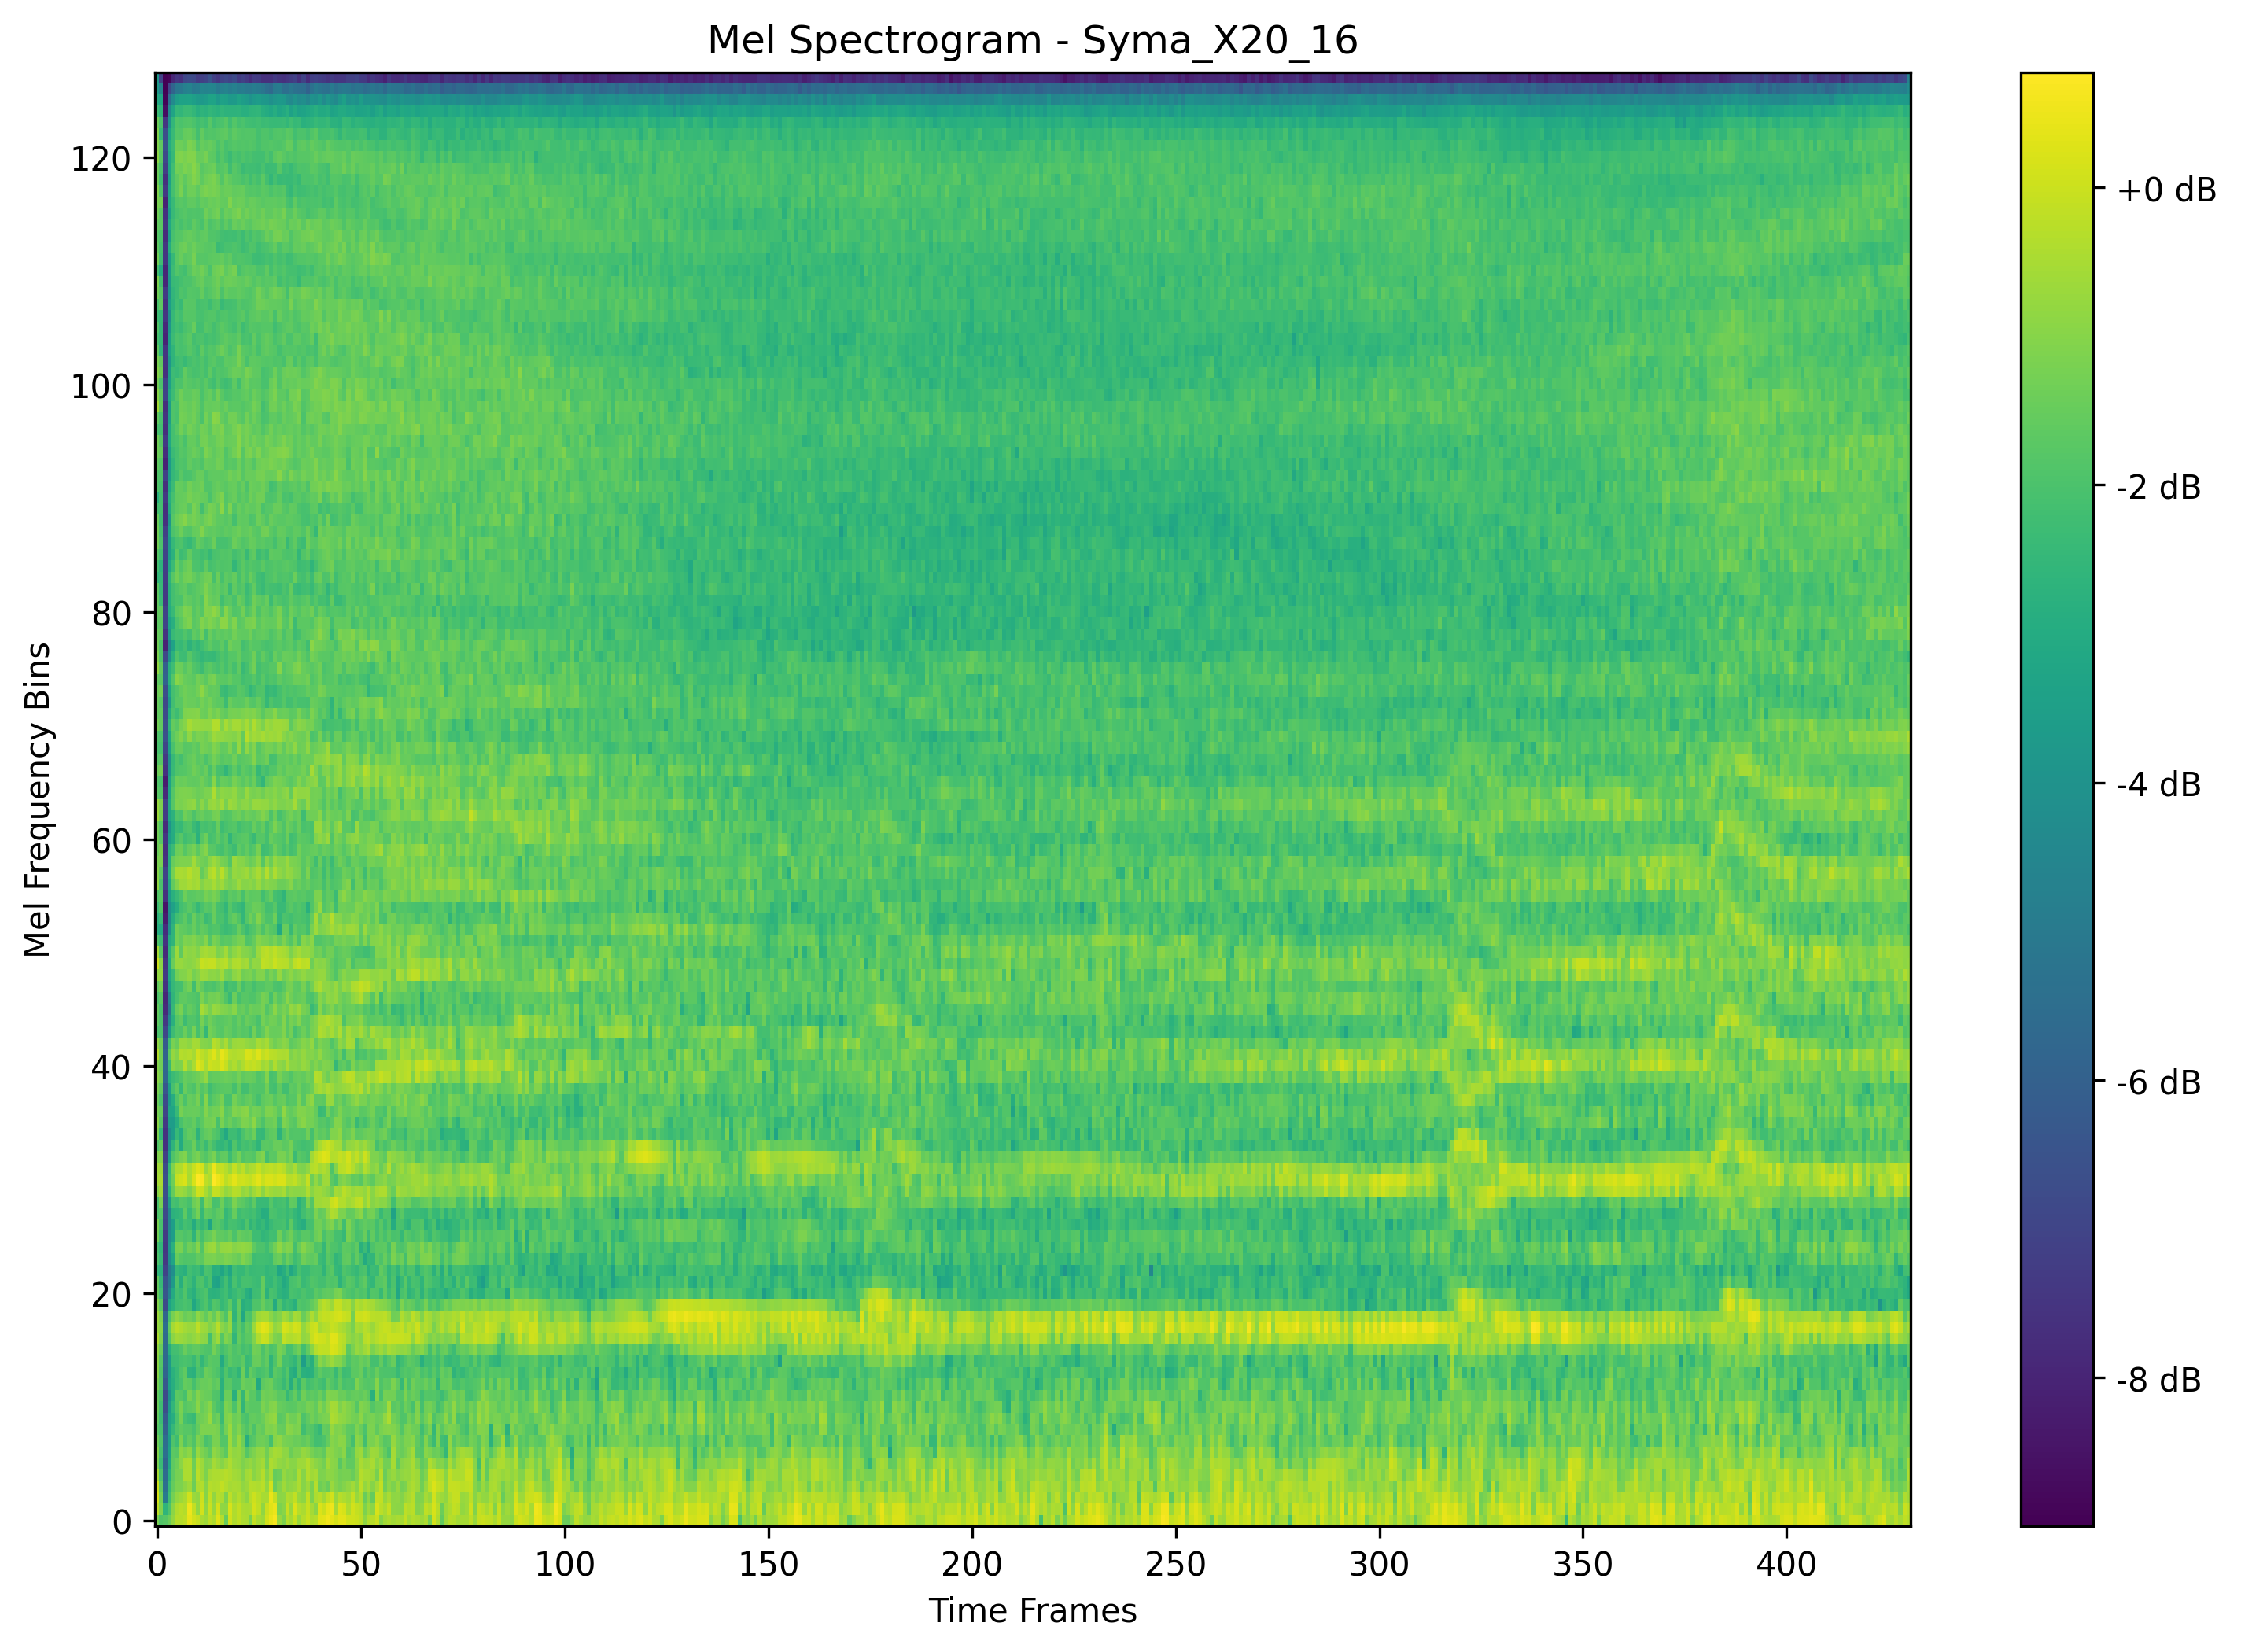 Mel Spectrogram - Syma_X20_16
120
100
80
60
40
20
0
Mel Frequency Bins
0 50 100 150 200 250 300 350 400
Time Frames
+0 dB
-2 dB
-4 dB
-6 dB
-8 dB